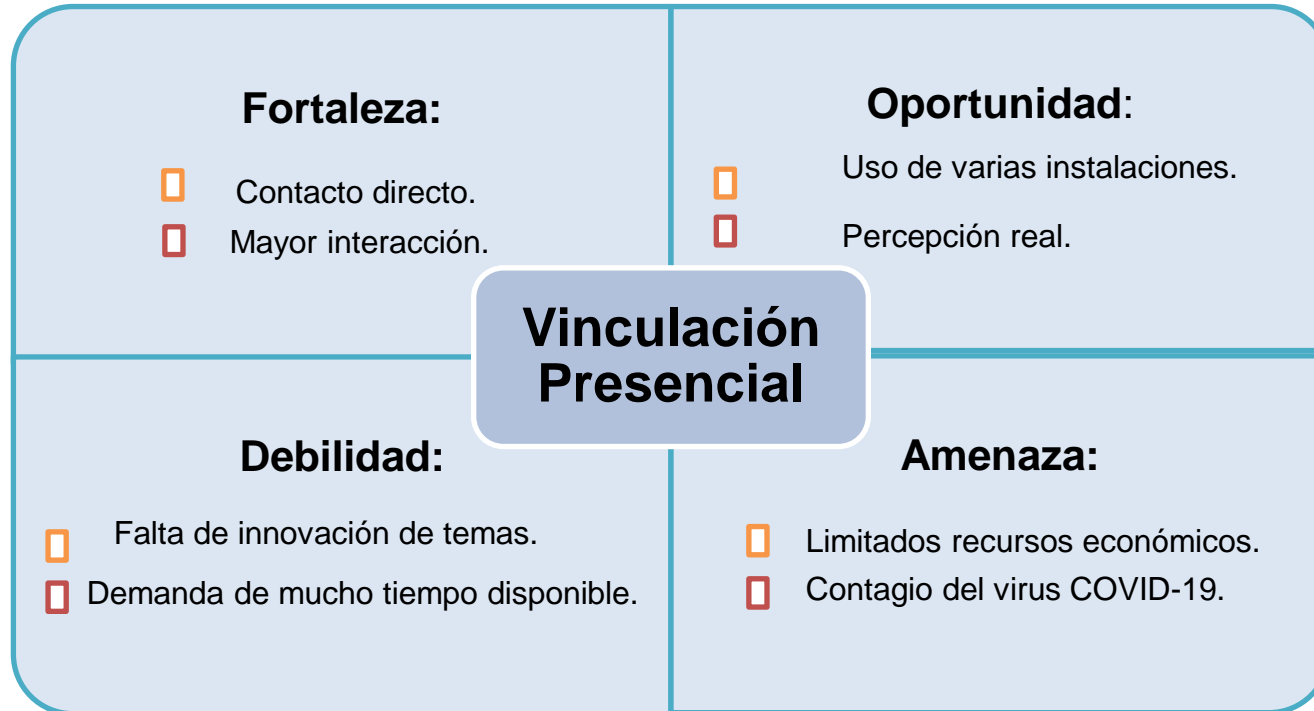 Fortaleza:
Contacto directo.
Mayor interacción.
Oportunidad:
Uso de varias instalaciones.
Percepción real.
Vinculación
Presencial
Debilidad:
Falta de innovación de temas.
Demanda de mucho tiempo disponible.
Amenaza:
Limitados recursos económicos.
Contagio del virus COVID-19.